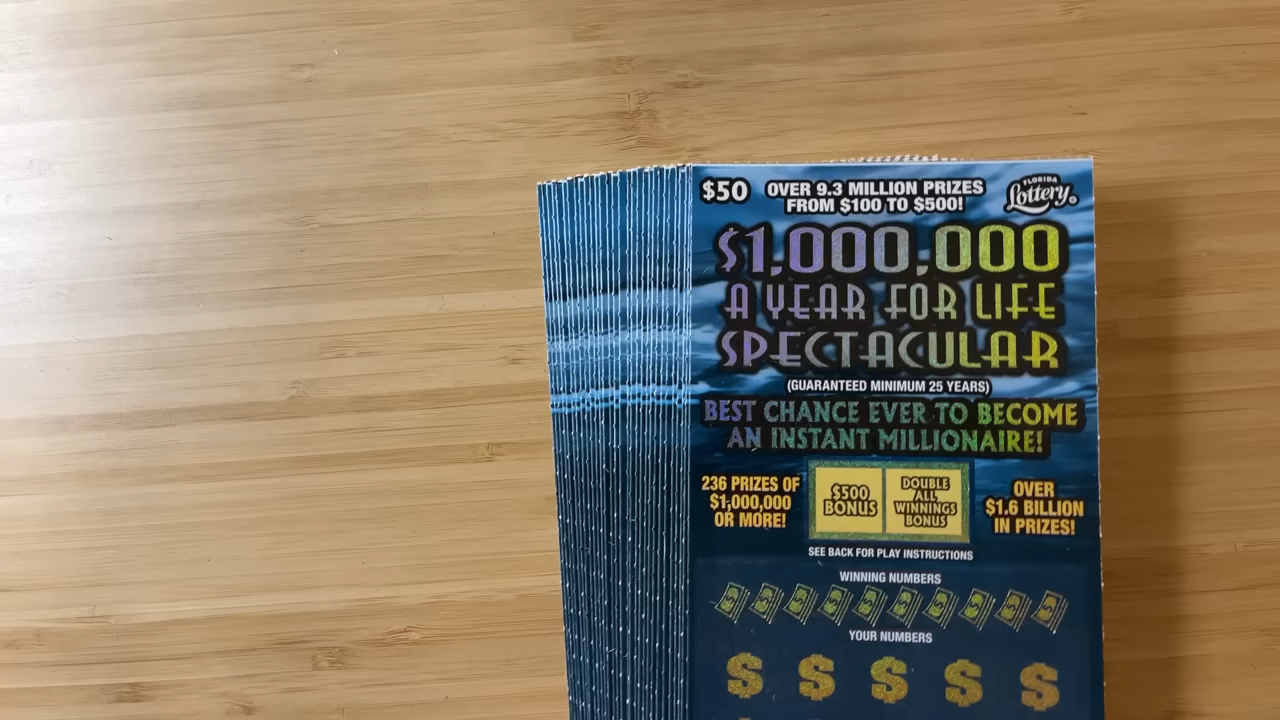 $50
OVER 9.3 MILLION PRIZES
FROM $100 TO $500!
FLORIDA
Lottery
$1,000,000
A YEAR FOR LIFE
SPECTACULAR
(GUARANTEED MINIMUM 25 YEARS)
BEST CHANCE EVER TO BECOME
AN INSTANT MILLIONAIRE!
236 PRIZES OF
$1,000,000
OR MORE!
$500
BONUS
DOUBLE
ALL
WINNINGS
BONUS
OVER
$1.6 BILLION
IN PRIZES!
SEE BACK FOR PLAY INSTRUCTIONS
WINNING NUMBERS
YOUR NUMBERS
$ $ $ $ $